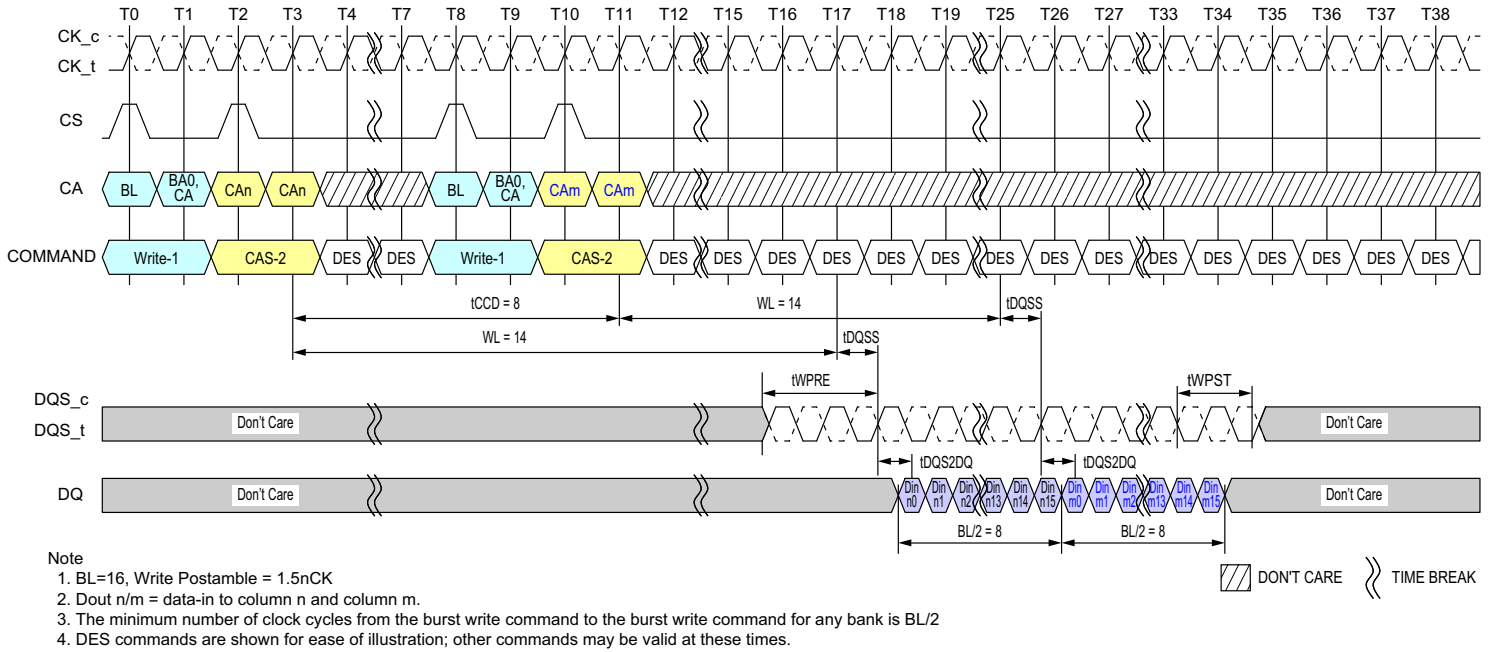 T0 T1 T2 T3 T4 T7 T8 T9 T10 T11 T12 T15 T16 T17 T18 T19 T25 T26 T27 T33 T34 T35 T36 T37 T38
CK_c
CK_t
CS
CA BL BA0, CA CAn CAn BL BA0, CA CAm CAm
COMMAND Write-1 CAS-2 DES DES Write-1 CAS-2 DES DES DES DES DES DES DES DES DES DES DES DES DES DES DES
tCCD = 8 WL = 14 tDQSS
WL = 14 tDQSS
tWPRE tWPST
DQS_c
DQS_t Don't Care Don't Care
tDQS2DQ tDQS2DQ
DQ Don't Care Din n0 Din n1 Din n2 Din n13 Din n14 Din n15 Din m0 Din m1 Din m2 Din m13 Din m14 Din m15 Don't Care
BL/2 = 8 BL/2 = 8
Note
1. BL=16, Write Postamble = 1.5nCK
2. Dout n/m = data-in to column n and column m.
3. The minimum number of clock cycles from the burst write command to the burst write command for any bank is BL/2
4. DES commands are shown for ease of illustration; other commands may be valid at these times.
DON'T CARE TIME BREAK